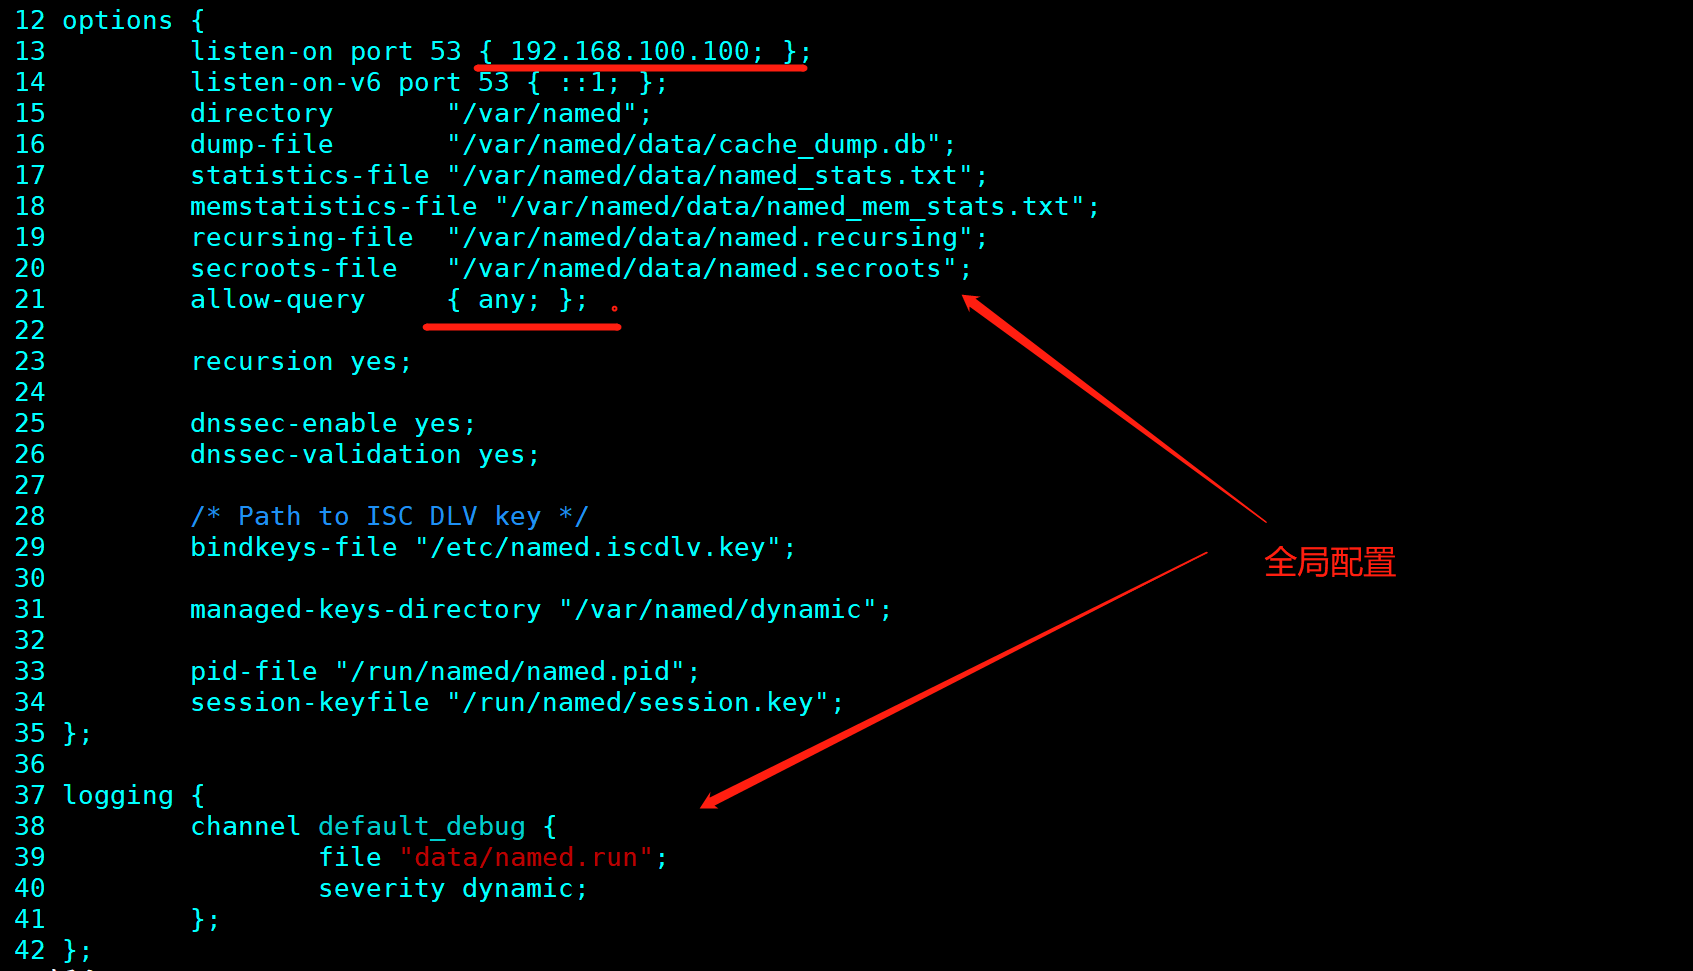 12 options {
13         listen-on port 53 { 192.168.100.100; };
14         listen-on-v6 port 53 { ::1; };
15         directory       "/var/named";
16         dump-file       "/var/named/data/cache_dump.db";
17         statistics-file "/var/named/data/named_stats.txt";
18         memstatistics-file "/var/named/data/named_mem_stats.txt";
19         recursing-file  "/var/named/data/named.recursing";
20         secroots-file   "/var/named/data/named.secroots";
21         allow-query     { any; }; 。
22
23         recursion yes;
24
25         dnssec-enable yes;
26         dnssec-validation yes;
27
28         /* Path to ISC DLV key */
29         bindkeys-file "/etc/named.iscdlv.key";
30
全局配置
31         managed-keys-directory "/var/named/dynamic";
32
33         pid-file "/run/named/named.pid";
34         session-keyfile "/run/named/session.key";
35 };
36
37 logging {
38         channel default_debug {
39                 file "data/named.run";
40                 severity dynamic;
41         };
42 };